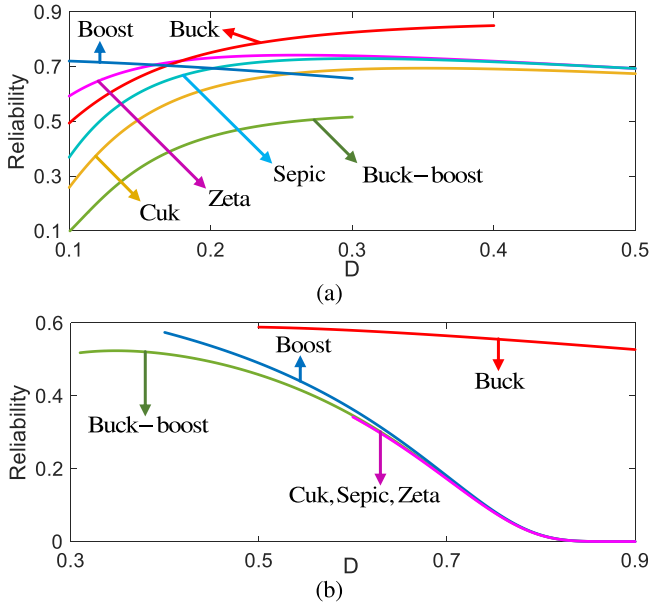 0.9
Boost
Buck
0.7
Reliability
0.5
0.3
Sepic
Buck−boost
Zeta
Cuk
0.1
0.1
0.2
0.3
0.4
0.5
D
(a)
0.6
Boost
Buck
0.4
Reliability
Buck−boost
0.2
Cuk, Sepic, Zeta
0
0.3
0.5
0.7
0.9
D
(b)